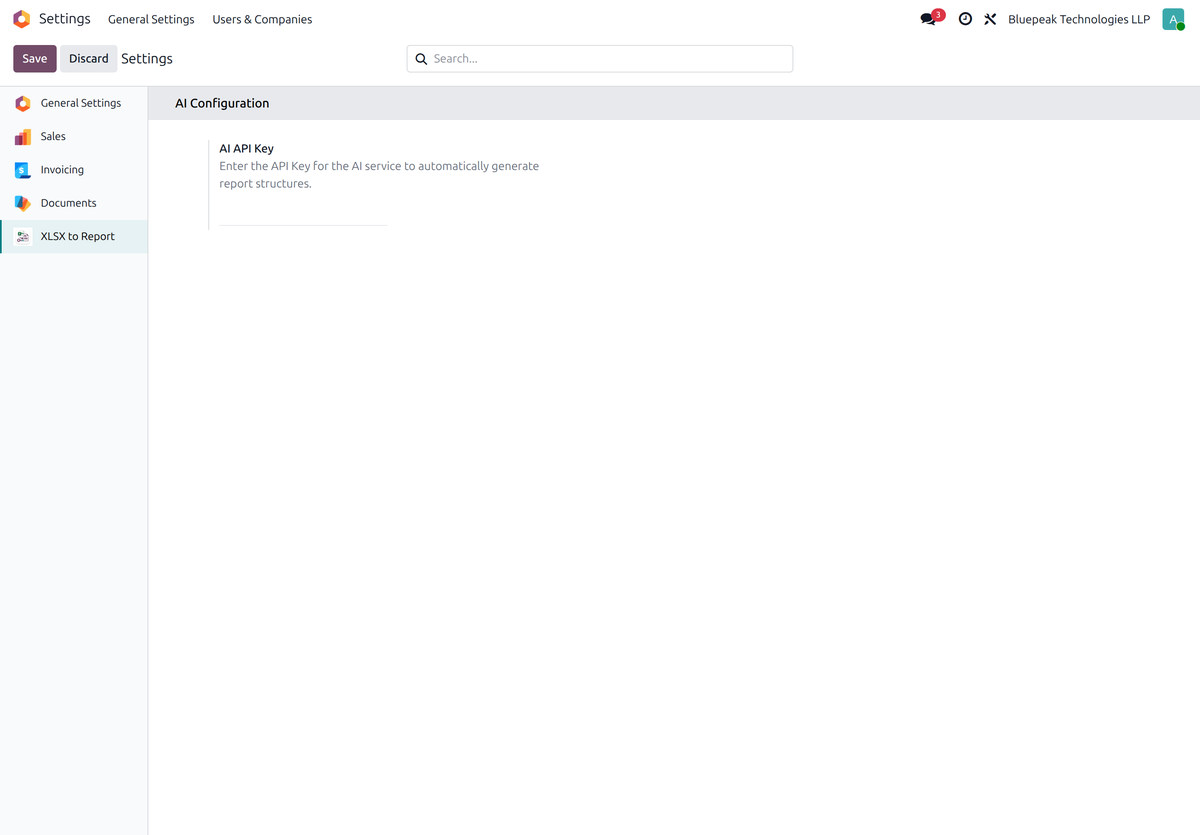 Settings General Settings Users & Companies 3 Bluepeak Technologies LLP A
Save Discard Settings Search...
General Settings
Sales
Invoicing
Documents
XLSX to Report
AI Configuration
AI API Key
Enter the API Key for the AI service to automatically generate
report structures.